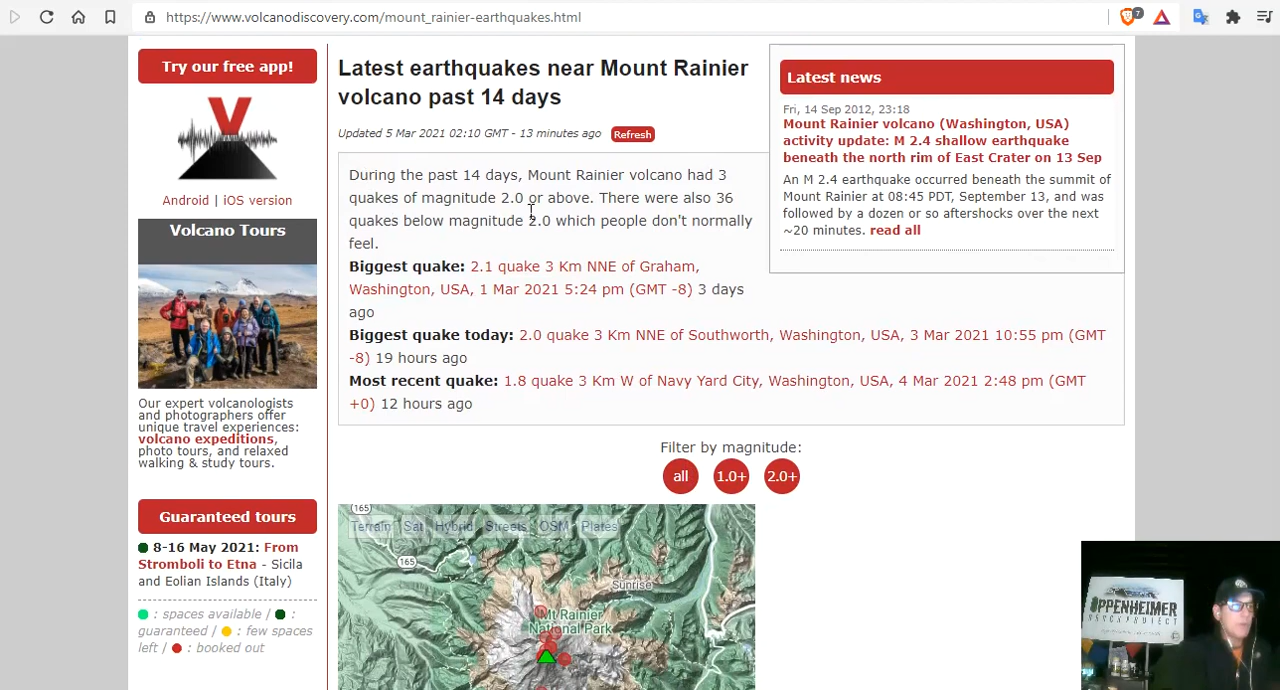 https://www.volcanodiscovery.com/mount_rainier-earthquakes.html
7
Try our free app!
Android | iOS version
Volcano Tours
Our expert volcanologists
and photographers offer
unique travel experiences:
volcano expeditions,
photo tours, and relaxed
walking & study tours.
Guaranteed tours
8-16 May 2021: From
Stromboli to Etna - Sicila
and Eolian Islands (Italy)
: spaces available / :
guaranteed / : few spaces
left / : booked out
Latest earthquakes near Mount Rainier
volcano past 14 days
Updated 5 Mar 2021 02:10 GMT - 13 minutes ago Refresh
During the past 14 days, Mount Rainier volcano had 3
quakes of magnitude 2.0 or above. There were also 36
quakes below magnitude 2.0 which people don't normally
feel.
Biggest quake: 2.1 quake 3 Km NNE of Graham,
Washington, USA, 1 Mar 2021 5:24 pm (GMT -8) 3 days
ago
Biggest quake today: 2.0 quake 3 Km NNE of Southworth, Washington, USA, 3 Mar 2021 10:55 pm (GMT
-8) 19 hours ago
Most recent quake: 1.8 quake 3 Km W of Navy Yard City, Washington, USA, 4 Mar 2021 2:48 pm (GMT
+0) 12 hours ago
Latest news
Fri, 14 Sep 2012, 23:18
Mount Rainier volcano (Washington, USA)
activity update: M 2.4 shallow earthquake
beneath the north rim of East Crater on 13 Sep
An M 2.4 earthquake occurred beneath the summit of
Mount Rainier at 08:45 PDT, September 13, and was
followed by a dozen or so aftershocks over the next
~20 minutes. read all
Filter by magnitude:
all 1.0+ 2.0+
165
Terrain Sat Hybrid Streets OSM Plates
165
Sunrise
Mt Rainier
National Park
OPPENHEIMER
RANCH PROJECT